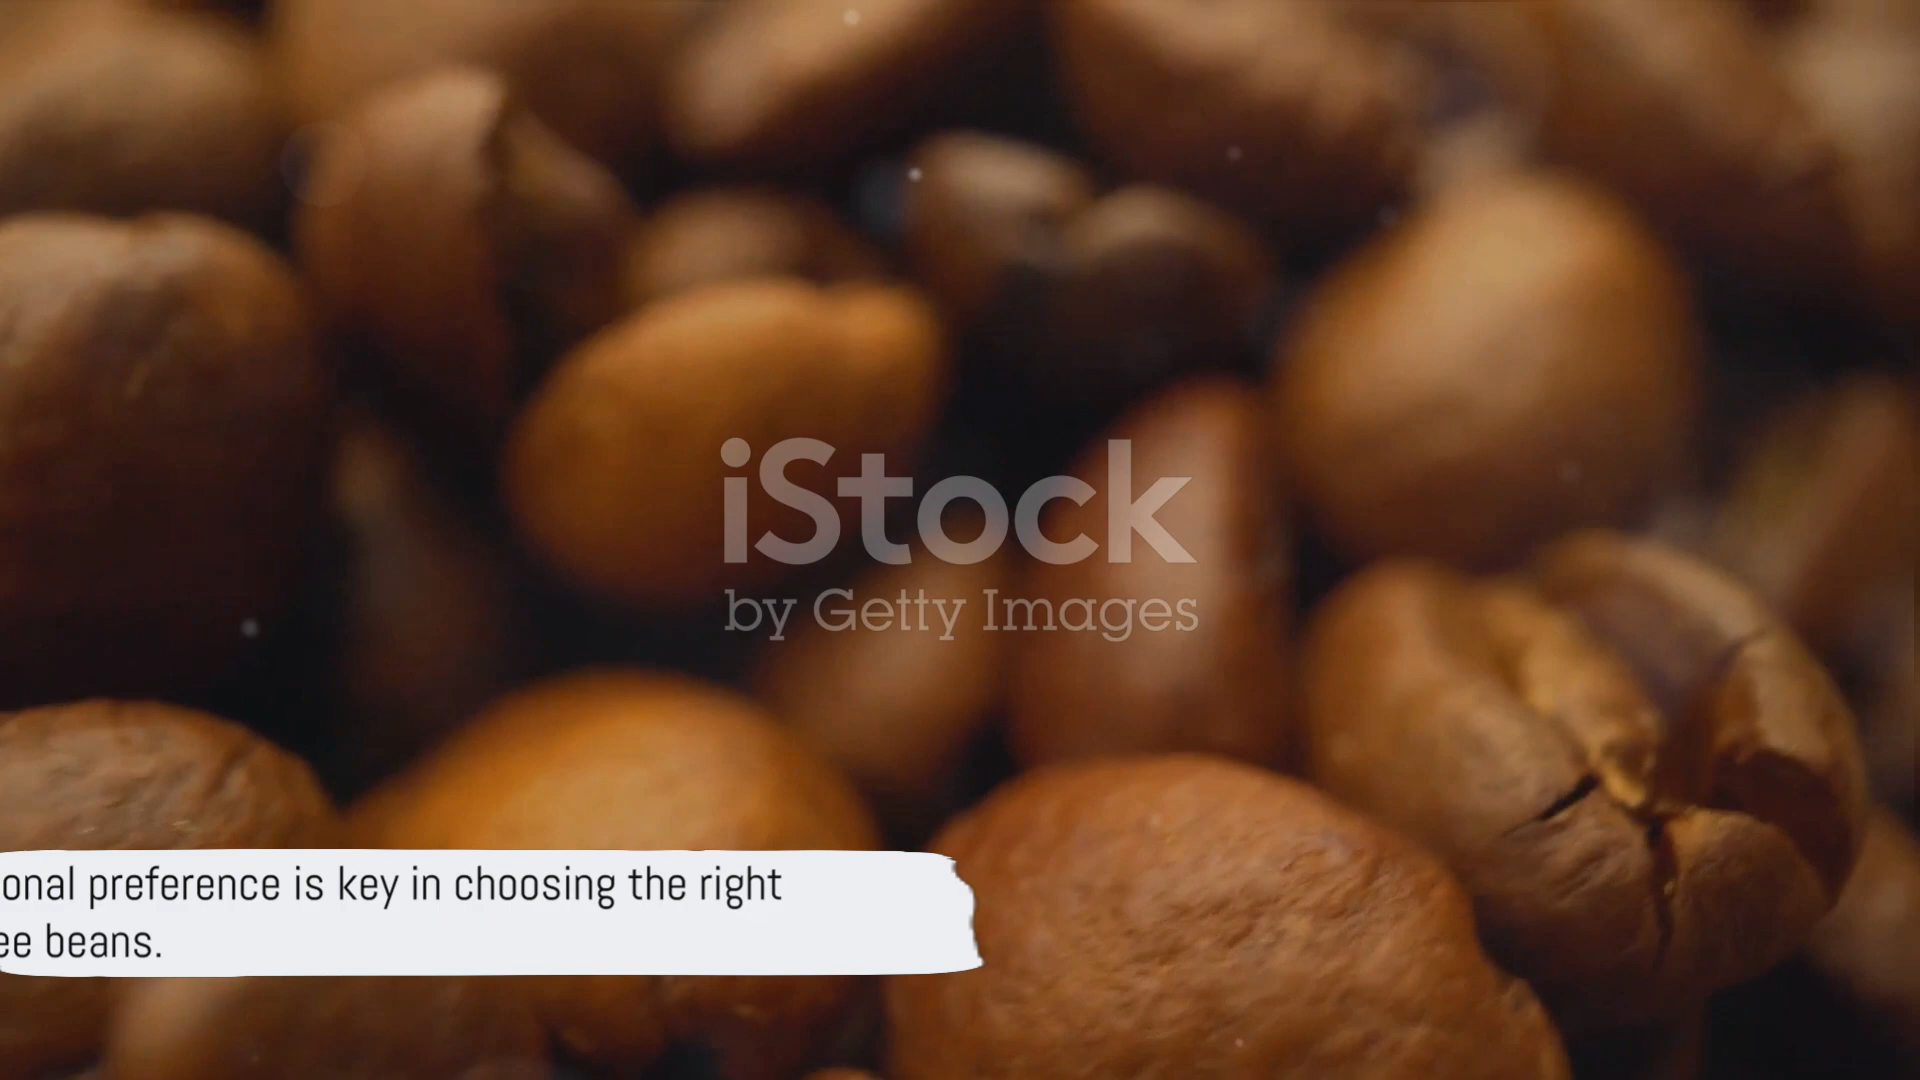 iStock
by Getty Images
onal preference is key in choosing the right
ee beans.